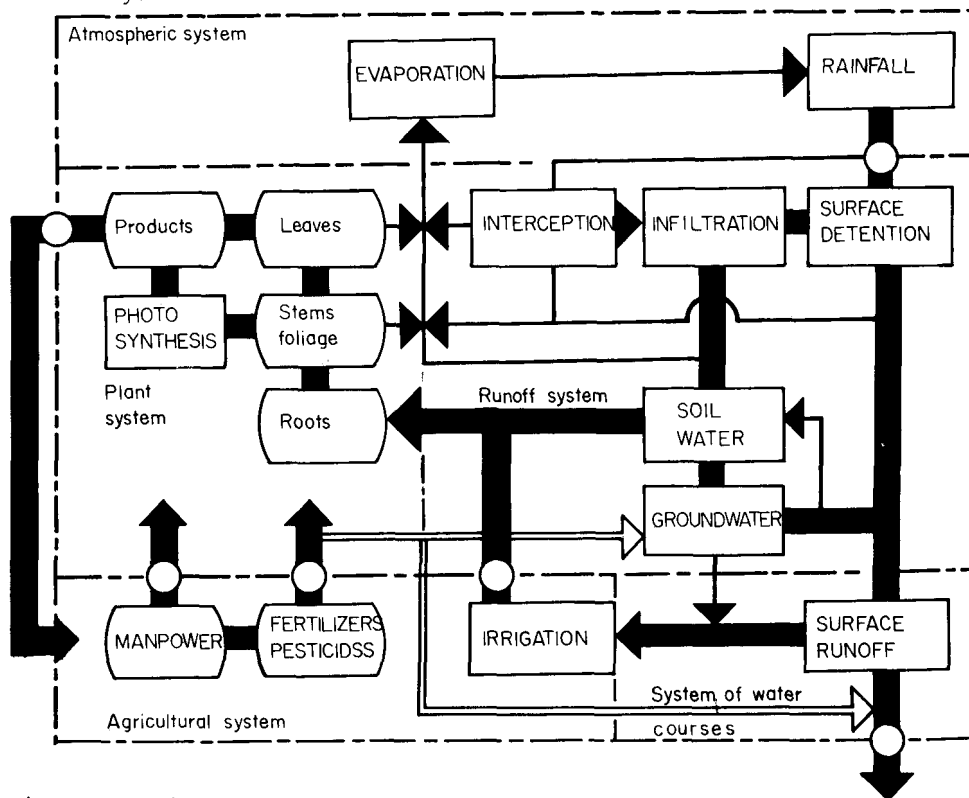 Atmospheric system
EVAPORATION
RAINFALL
Products
Leaves
INTERCEPTION
INFILTRATION
SURFACE
DETENTION
PHOTO
SYNTHESIS
Stems
foliage
Plant
system
Roots
Runoff system
SOIL
WATER
GROUNDWATER
MANPOWER
FERTILIZERS
PESTICIDSS
IRRIGATION
SURFACE
RUNOFF
Agricultural system
System of water
courses